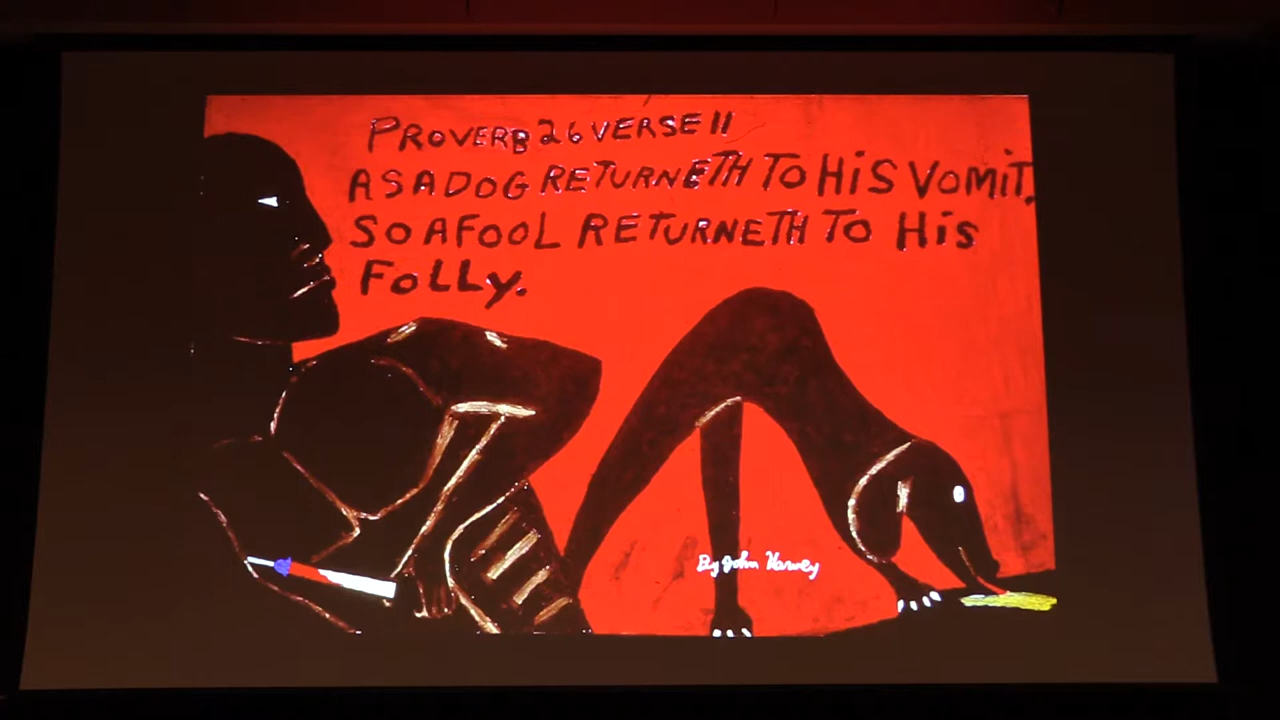 PROVERB 26 VERSE 11
AS A DOG RETURNETH TO HiS VOMiT.
SO A FOOL RETURNETH TO His
FOLLy.
By John Harvey